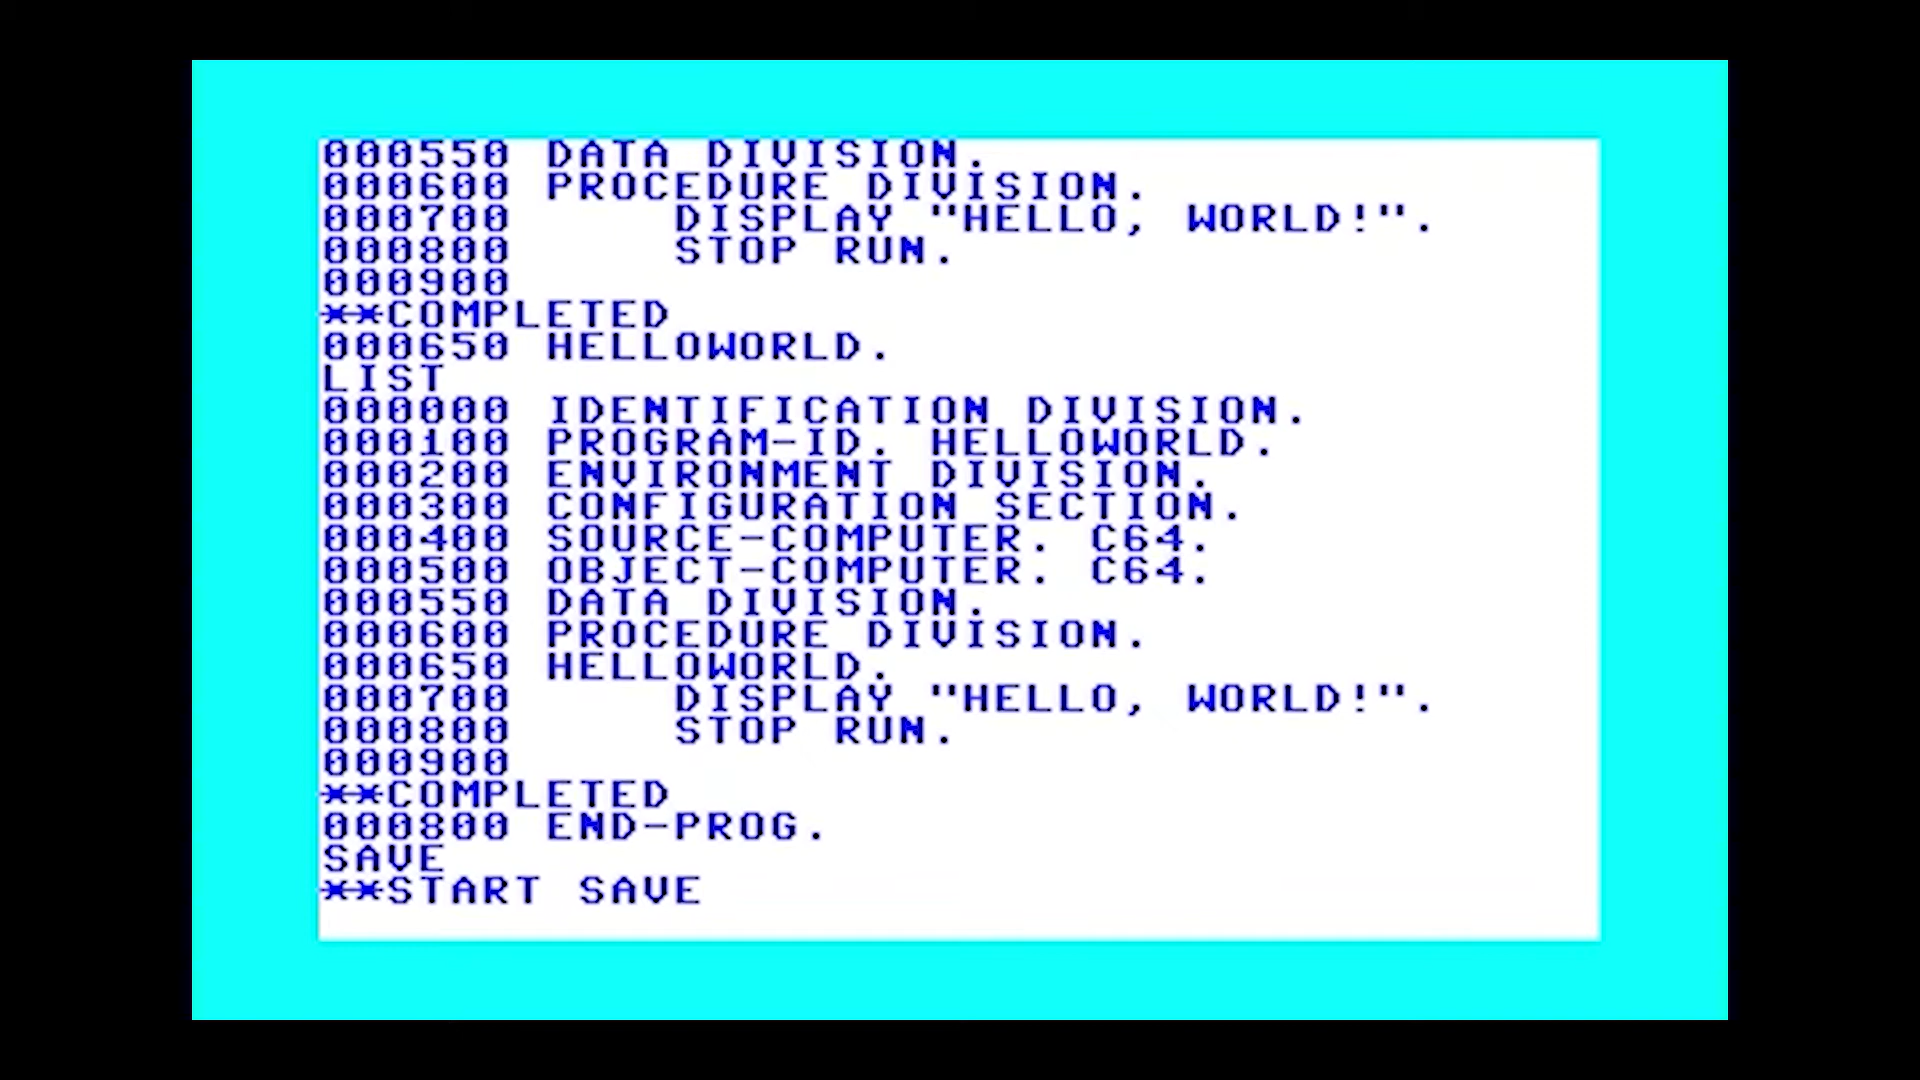 000550 DATA DIVISION.
000600 PROCEDURE DIVISION.
000700     DISPLAY "HELLO, WORLD!".
000800     STOP RUN.
000900
**COMPLETED
000650 HELLOWORLD.
LIST
000000 IDENTIFICATION DIVISION.
000100 PROGRAM-ID. HELLOWORLD.
000200 ENVIRONMENT DIVISION.
000300 CONFIGURATION SECTION.
000400 SOURCE-COMPUTER. C64.
000500 OBJECT-COMPUTER. C64.
000550 DATA DIVISION.
000600 PROCEDURE DIVISION.
000650 HELLOWORLD.
000700     DISPLAY "HELLO, WORLD!".
000800     STOP RUN.
000900
**COMPLETED
000800 END-PROG.
SAVE
**START SAVE